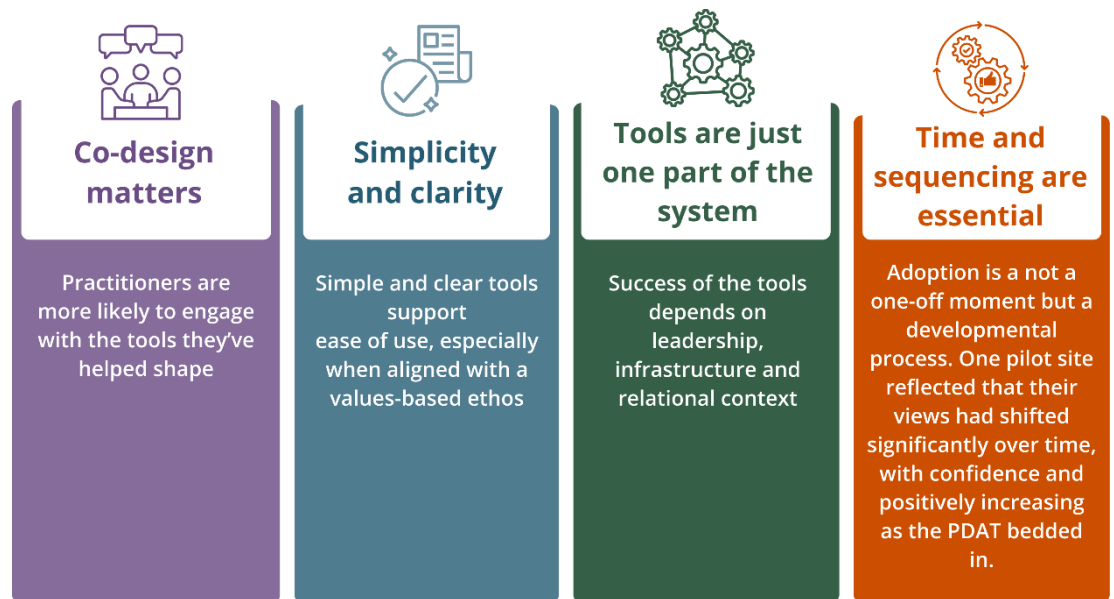 Co-design
matters
Practitioners are
more likely to engage
with the tools they've
helped shape
Simplicity
and clarity
Simple and clear tools
support
ease of use, especially
when aligned with a
values-based ethos
Tools are just
one part of the
system
Success of the tools
depends on
leadership,
infrastructure and
relational context
Time and
sequencing are
essential
Adoption is a not a
one-off moment but a
developmental
process. One pilot site
reflected that their
views had shifted
significantly over time,
with confidence and
positively increasing
as the PDAT bedded
in.